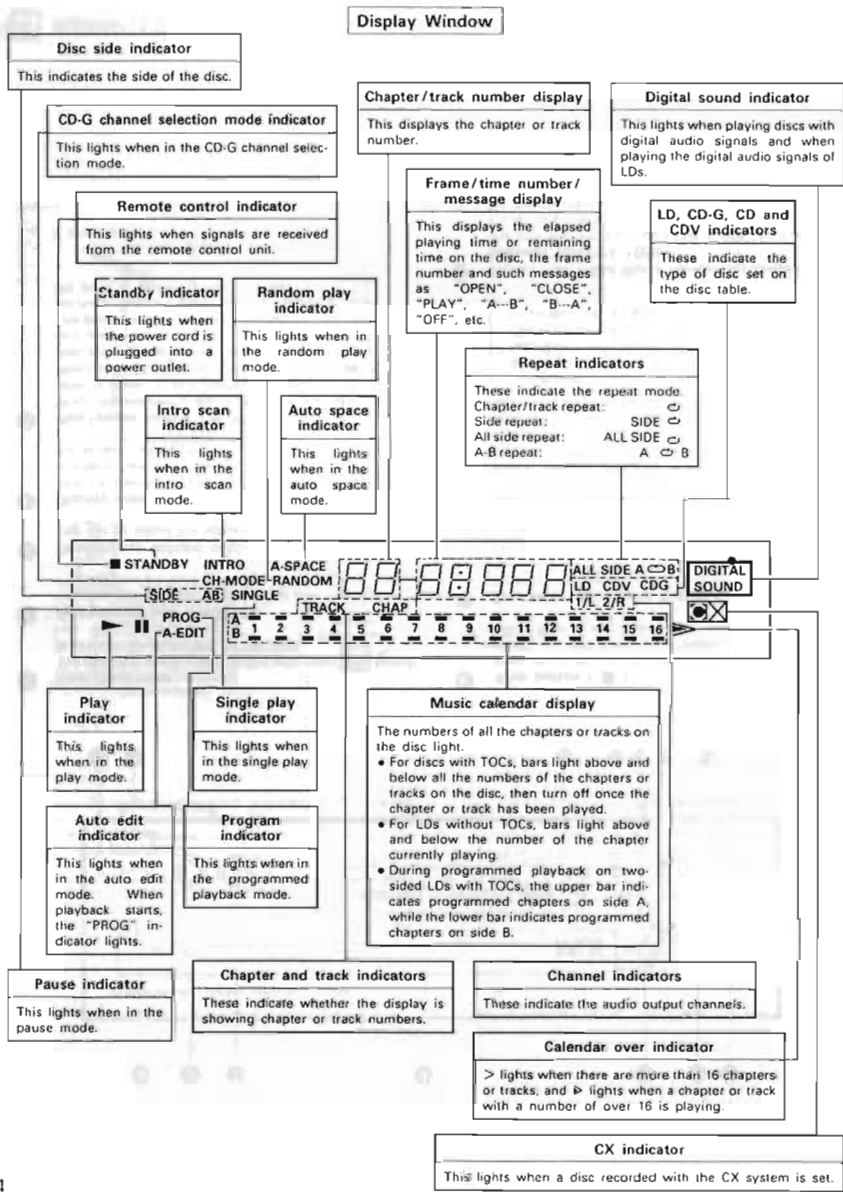 Display Window
Disc side indicator
This indicates the side of the disc.
CD-G channel selection mode indicator
This lights when in the CD-G channel selec-
tion mode.
Remote control indicator
This lights when signals are received
from the remote control unit.
Standby indicator
This lights when
the power cord is
plugged into a
power outlet.
Random play
indicator
This lights when in
the random play
mode.
Intro scan
indicator
This lights
when in the
intro scan
mode.
Auto space
indicator
This lights
when in the
auto space
mode.
Chapter/track number display
This displays the chapter or track
number.
Frame/time number/
message display
This displays the elapsed
playing time or remaining
time on the disc, the frame
number and such messages
as "OPEN", "CLOSE",
"PLAY", "A---B", "B---A",
"OFF", etc.
Digital sound indicator
This lights when playing discs with
digital audio signals and when
playing the digital audio signals of
LDs.
LD, CD-G, CD and
CDV indicators
These indicate the
type of disc set on
the disc table.
Repeat indicators
These indicate the repeat mode.
Chapter/track repeat:
Side repeat: SIDE
All side repeat: ALL SIDE
A-B repeat: A B
STANDBY INTRO A-SPACE
CH-MODE RANDOM
SIDE AB SINGLE
ALL SIDE A B
LD CDV CDG
1/L 2/R
DIGITAL
SOUND
TRACK CHAP
PROG
A-EDIT
A
B
1 2 3 4 5 6 7 8 9 10 11 12 13 14 15 16
Play
indicator
This lights
when in the
play mode.
Single play
indicator
This lights when
in the single play
mode.
Auto edit
indicator
This lights when
in the auto edit
mode. When
playback starts,
the "PROG" in-
dicator lights.
Program
indicator
This lights when in
the programmed
playback mode.
Music calendar display
The numbers of all the chapters or tracks on
the disc light.
• For discs with TOCs, bars light above and
below all the numbers of the chapters or
tracks on the disc, then turn off once the
chapter or track has been played.
• For LDs without TOCs, bars light above
and below the number of the chapter
currently playing.
• During programmed playback on two-
sided LDs with TOCs, the upper bar indi-
cates programmed chapters on side A,
while the lower bar indicates programmed
chapters on side B.
Pause indicator
This lights when in the
pause mode.
Chapter and track indicators
These indicate whether the display is
showing chapter or track numbers.
Channel indicators
These indicate the audio output channels.
Calendar over indicator
> lights when there are more than 16 chapters
or tracks, and ▷ lights when a chapter or track
with a number of over 16 is playing.
CX indicator
This lights when a disc recorded with the CX system is set.